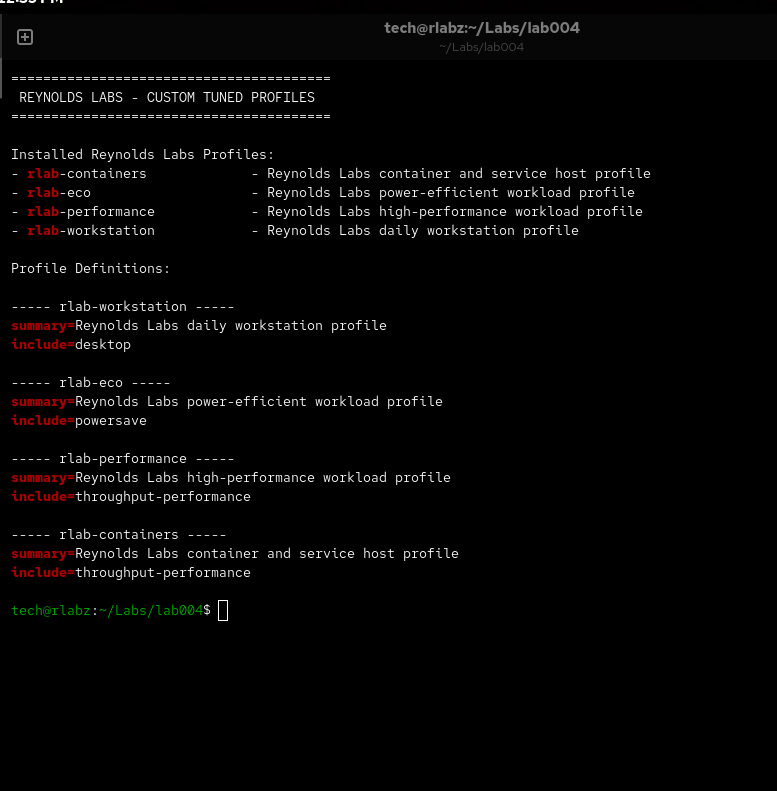 tech@rlabz:~/Labs/lab004
~/Labs/lab004
========================================
REYNOLDS LABS - CUSTOM TUNED PROFILES
========================================
Installed Reynolds Labs Profiles:
- rlab-containers             - Reynolds Labs container and service host profile
- rlab-eco                    - Reynolds Labs power-efficient workload profile
- rlab-performance            - Reynolds Labs high-performance workload profile
- rlab-workstation            - Reynolds Labs daily workstation profile
Profile Definitions:
----- rlab-workstation -----
summary=Reynolds Labs daily workstation profile
include=desktop
----- rlab-eco -----
summary=Reynolds Labs power-efficient workload profile
include=powersave
----- rlab-performance -----
summary=Reynolds Labs high-performance workload profile
include=throughput-performance
----- rlab-containers -----
summary=Reynolds Labs container and service host profile
include=throughput-performance
tech@rlabz:~/Labs/lab004$